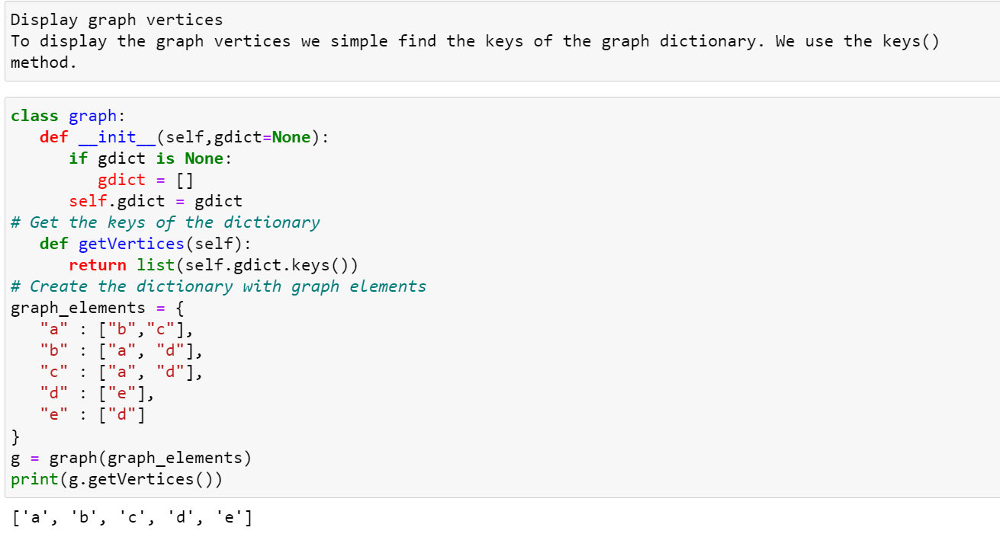 Display graph vertices
To display the graph vertices we simple find the keys of the graph dictionary. We use the keys()
method.
class graph:
   def __init__(self,gdict=None):
      if gdict is None:
         gdict = []
      self.gdict = gdict
# Get the keys of the dictionary
   def getVertices(self):
      return list(self.gdict.keys())
# Create the dictionary with graph elements
graph_elements = {
   "a" : ["b","c"],
   "b" : ["a", "d"],
   "c" : ["a", "d"],
   "d" : ["e"],
   "e" : ["d"]
}
g = graph(graph_elements)
print(g.getVertices())
['a', 'b', 'c', 'd', 'e']